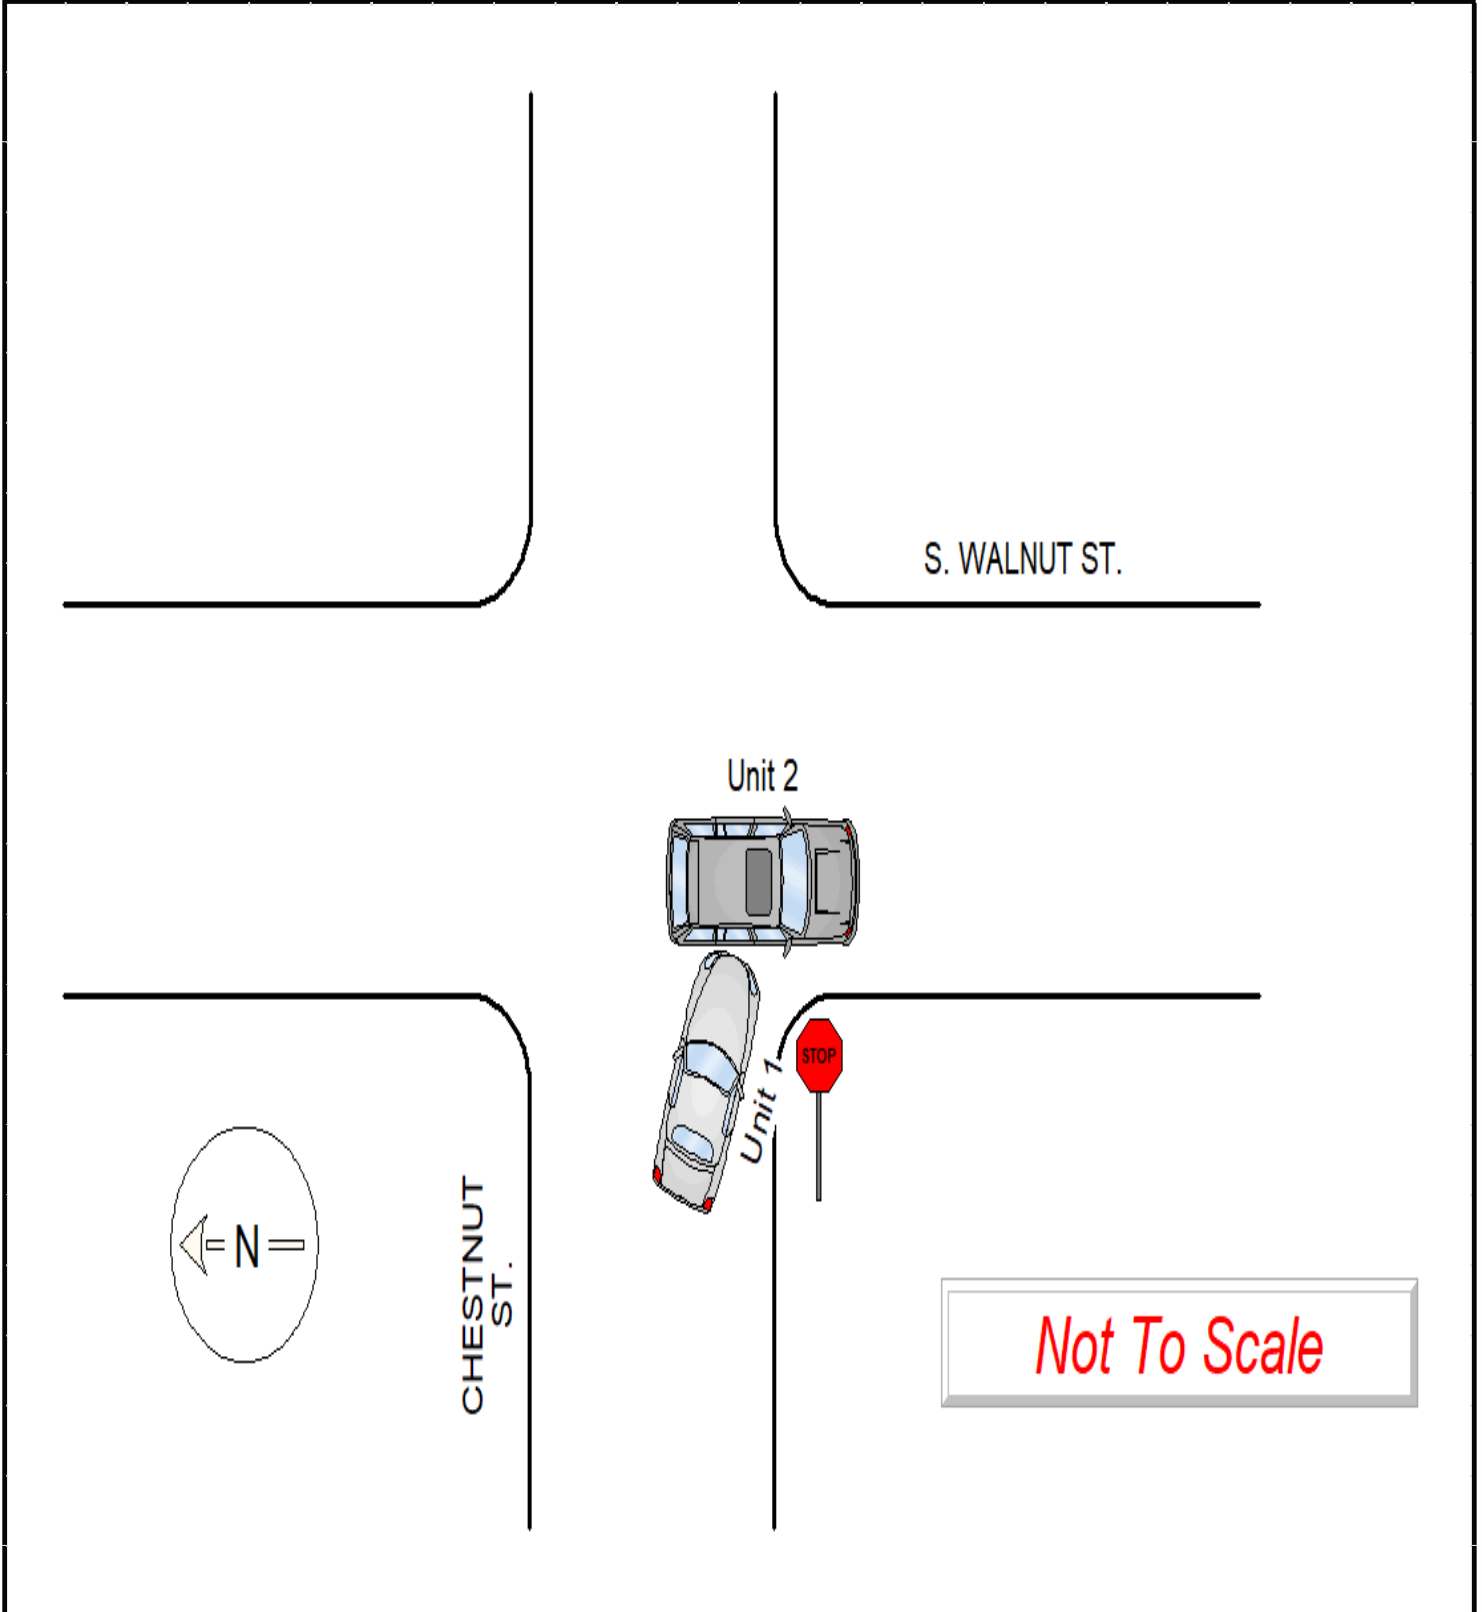 S. WALNUT ST.
Unit 2
STOP
Unit 1
N
CHESTNUT
ST.
Not To Scale